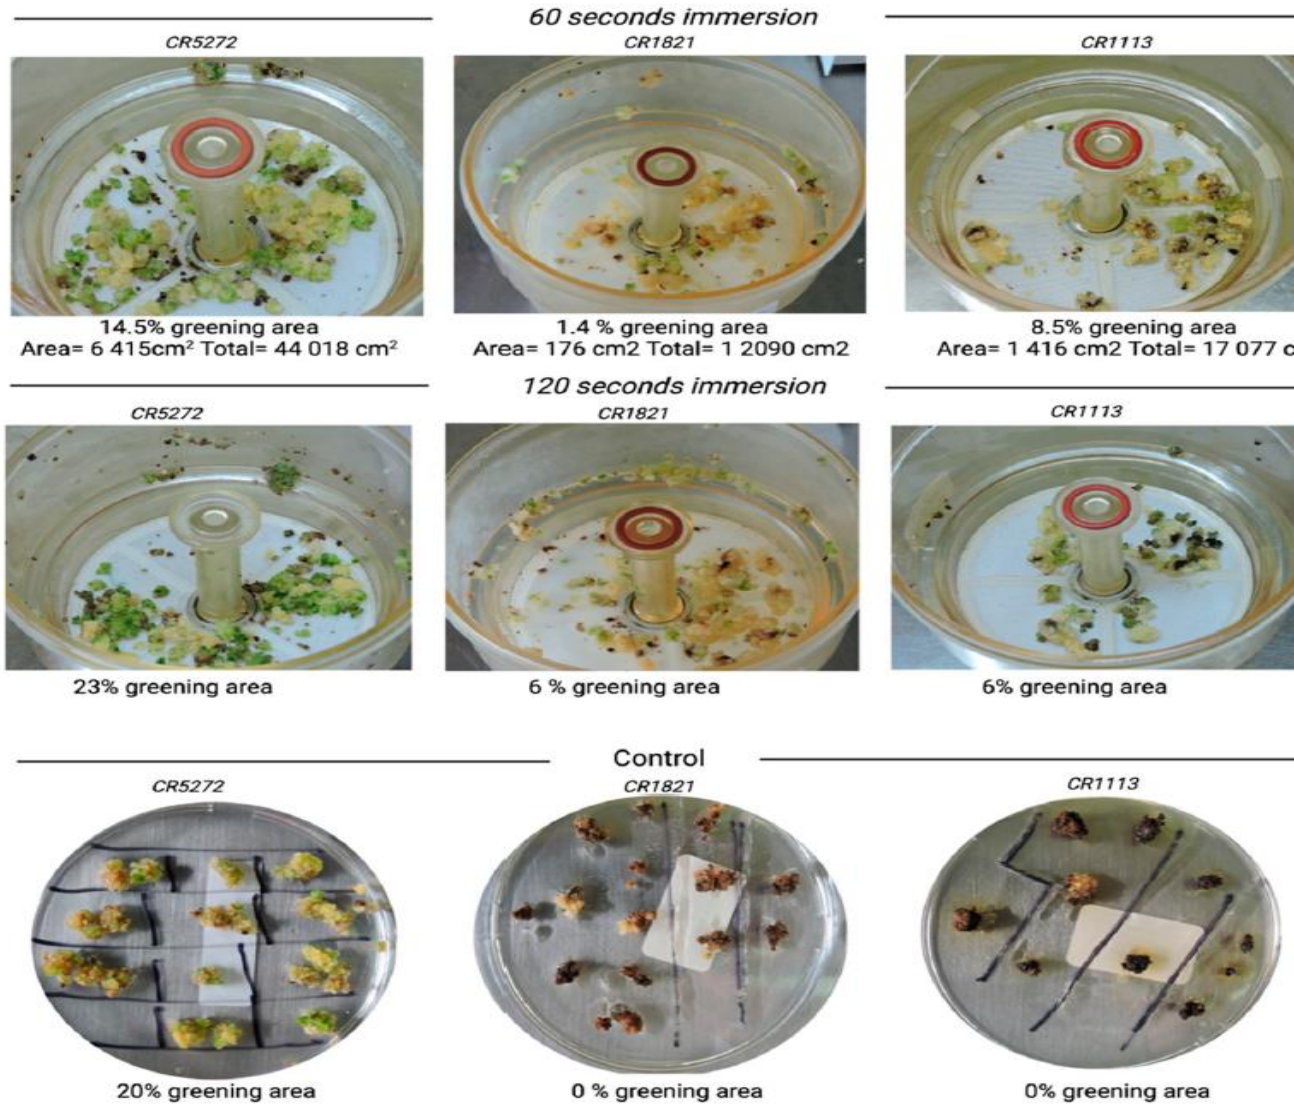 60 seconds immersion
CR5272 CR1821 CR1113
14.5% greening area 1.4 % greening area 8.5% greening area
Area= 6 415cm² Total= 44 018 cm² Area= 176 cm2 Total= 1 2090 cm2 Area= 1 416 cm2 Total= 17 077 c
120 seconds immersion
CR5272 CR1821 CR1113
23% greening area 6 % greening area 6% greening area
Control
CR5272 CR1821 CR1113
20% greening area 0 % greening area 0% greening area